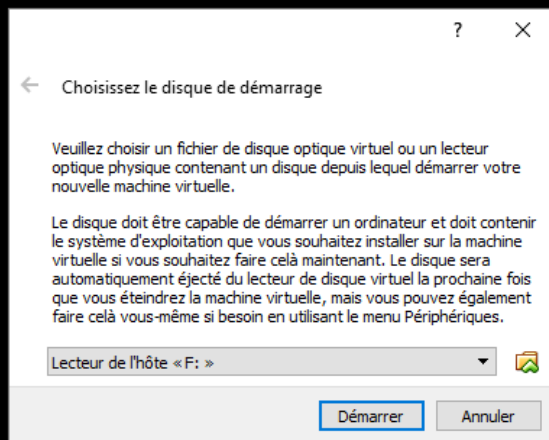 ?
Choisissez le disque de démarrage
Veuillez choisir un fichier de disque optique virtuel ou un lecteur
optique physique contenant un disque depuis lequel démarrer votre
nouvelle machine virtuelle.
Le disque doit être capable de démarrer un ordinateur et doit contenir
le système d'exploitation que vous souhaitez installer sur la machine
virtuelle si vous souhaitez faire celà maintenant. Le disque sera
automatiquement éjecté du lecteur de disque virtuel la prochaine fois
que vous éteindrez la machine virtuelle, mais vous pouvez également
faire celà vous-même si besoin en utilisant le menu Périphériques.
Lecteur de l'hôte « F: »
Démarrer
Annuler